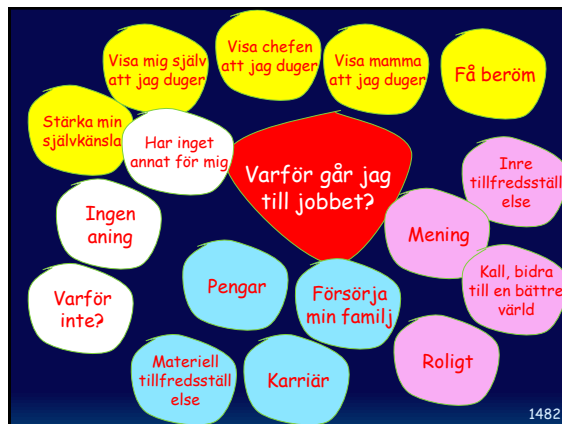 Visa mig själv
att jag duger
Visa chefen
att jag duger
Visa mamma
att jag duger
Få beröm
Stärka min
självkänsla
Har inget
annat för mig
Varför går jag
till jobbet?
Inre
tillfredsställ
else
Ingen
aning
Mening
Kall, bidra
till en bättre
värld
Varför
inte?
Pengar
Försörja
min familj
Materiell
tillfredsställ
else
Karriär
Roligt
1482